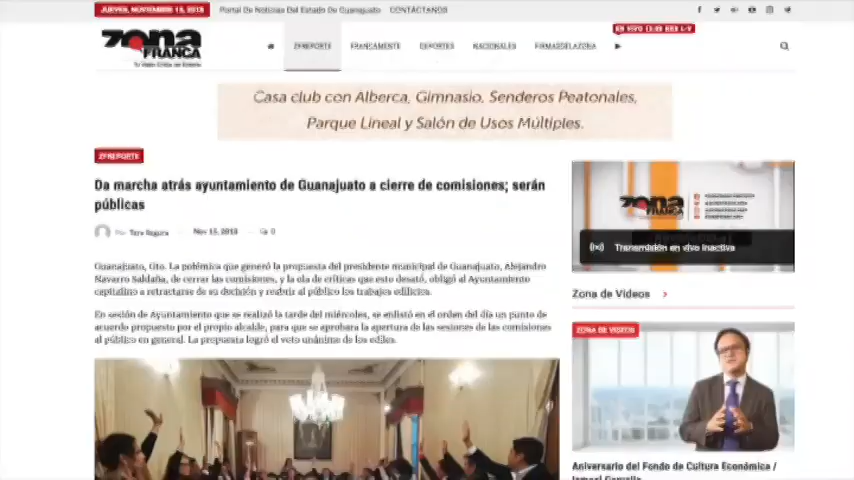 JUEVES, NOVIEMBRE 15, 2018
Portal De Noticias Del Estado De Guanajuato
CONTÁCTANOS
EN VIVO
zona
FRANCA
ZFREPORTE
FRANCAMENTE
DEPORTES
NACIONALES
FIRMASDELAZONA
Casa club con Alberca, Gimnasio, Senderos Peatonales,
Parque Lineal y Salón de Usos Múltiples.
ZFREPORTE
Da marcha atrás ayuntamiento de Guanajuato a cierre de comisiones; serán
públicas
Por Tere Segura
Nov 15, 2018
0
Guanajuato, Gto. La polémica que generó la propuesta del presidente municipal de Guanajuato, Alejandro
Navarro Saldaña, de cerrar las comisiones, y la ola de críticas que esto desató, obligó al Ayuntamiento
capitalino a retractarse de su decisión y reabrir al público los trabajos edilicios.
En sesión de Ayuntamiento que se realizó la tarde del miércoles, se enlistó en el orden del día un punto de
acuerdo propuesto por el propio alcalde, para que se aprobara la apertura de las sesiones de las comisiones
al público en general. La propuesta logró el voto unánime de los ediles.
zona
FRANCA
Transmisión en vivo inactiva
Zona de Videos
ZONA DE VIDEOS
Aniversario del Fondo de Cultura Económica /